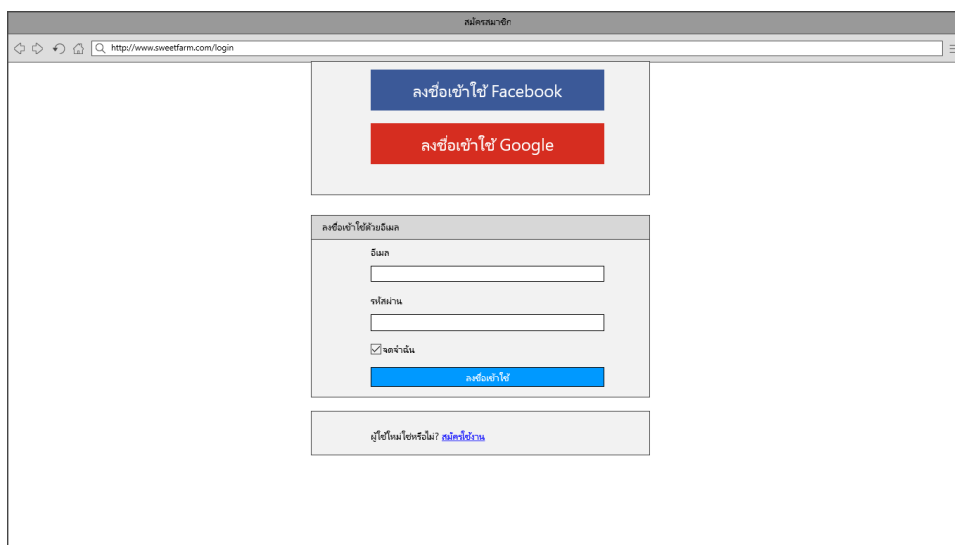 สมัครสมาชิก
http://www.sweetfarm.com/login
ลงชื่อเข้าใช้ Facebook
ลงชื่อเข้าใช้ Google
ลงชื่อเข้าใช้ด้วยอีเมล
อีเมล
รหัสผ่าน
จดจำฉัน
ลงชื่อเข้าใช้
ผู้ใช้ใหม่ใช่หรือไม่? สมัครใช้งาน